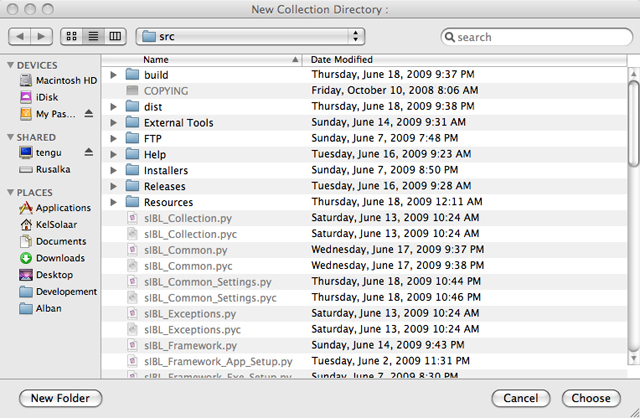 New Collection Directory :
src
search
Name Date Modified
DEVICES
Macintosh HD
iDisk
My Pas...
SHARED
tengu
Rusalka
PLACES
Applications
KelSolaar
Documents
Downloads
Desktop
Developement
Alban
build Thursday, June 18, 2009 9:37 PM
COPYING Friday, October 10, 2008 8:06 AM
dist Thursday, June 18, 2009 9:38 PM
External Tools Sunday, June 14, 2009 9:31 AM
FTP Sunday, June 7, 2009 7:48 PM
Help Tuesday, June 16, 2009 9:23 AM
Installers Sunday, June 7, 2009 8:50 PM
Releases Tuesday, June 16, 2009 9:28 AM
Resources Thursday, June 18, 2009 12:11 AM
sIBL_Collection.py Saturday, June 13, 2009 10:24 AM
sIBL_Collection.pyc Saturday, June 13, 2009 10:24 AM
sIBL_Common.py Wednesday, June 17, 2009 9:37 PM
sIBL_Common.pyc Wednesday, June 17, 2009 9:38 PM
sIBL_Common_Settings.py Thursday, June 18, 2009 10:44 PM
sIBL_Common_Settings.pyc Thursday, June 18, 2009 10:46 PM
sIBL_Exceptions.py Saturday, June 13, 2009 10:24 AM
sIBL_Exceptions.pyc Saturday, June 13, 2009 10:24 AM
sIBL_Framework.py Sunday, June 14, 2009 9:43 PM
sIBL_Framework_App_Setup.py Tuesday, June 2, 2009 11:31 PM
sIBL_Framework_Exe_Setup.py Sunday, June 7, 2009 8:30 PM
New Folder
Cancel
Choose